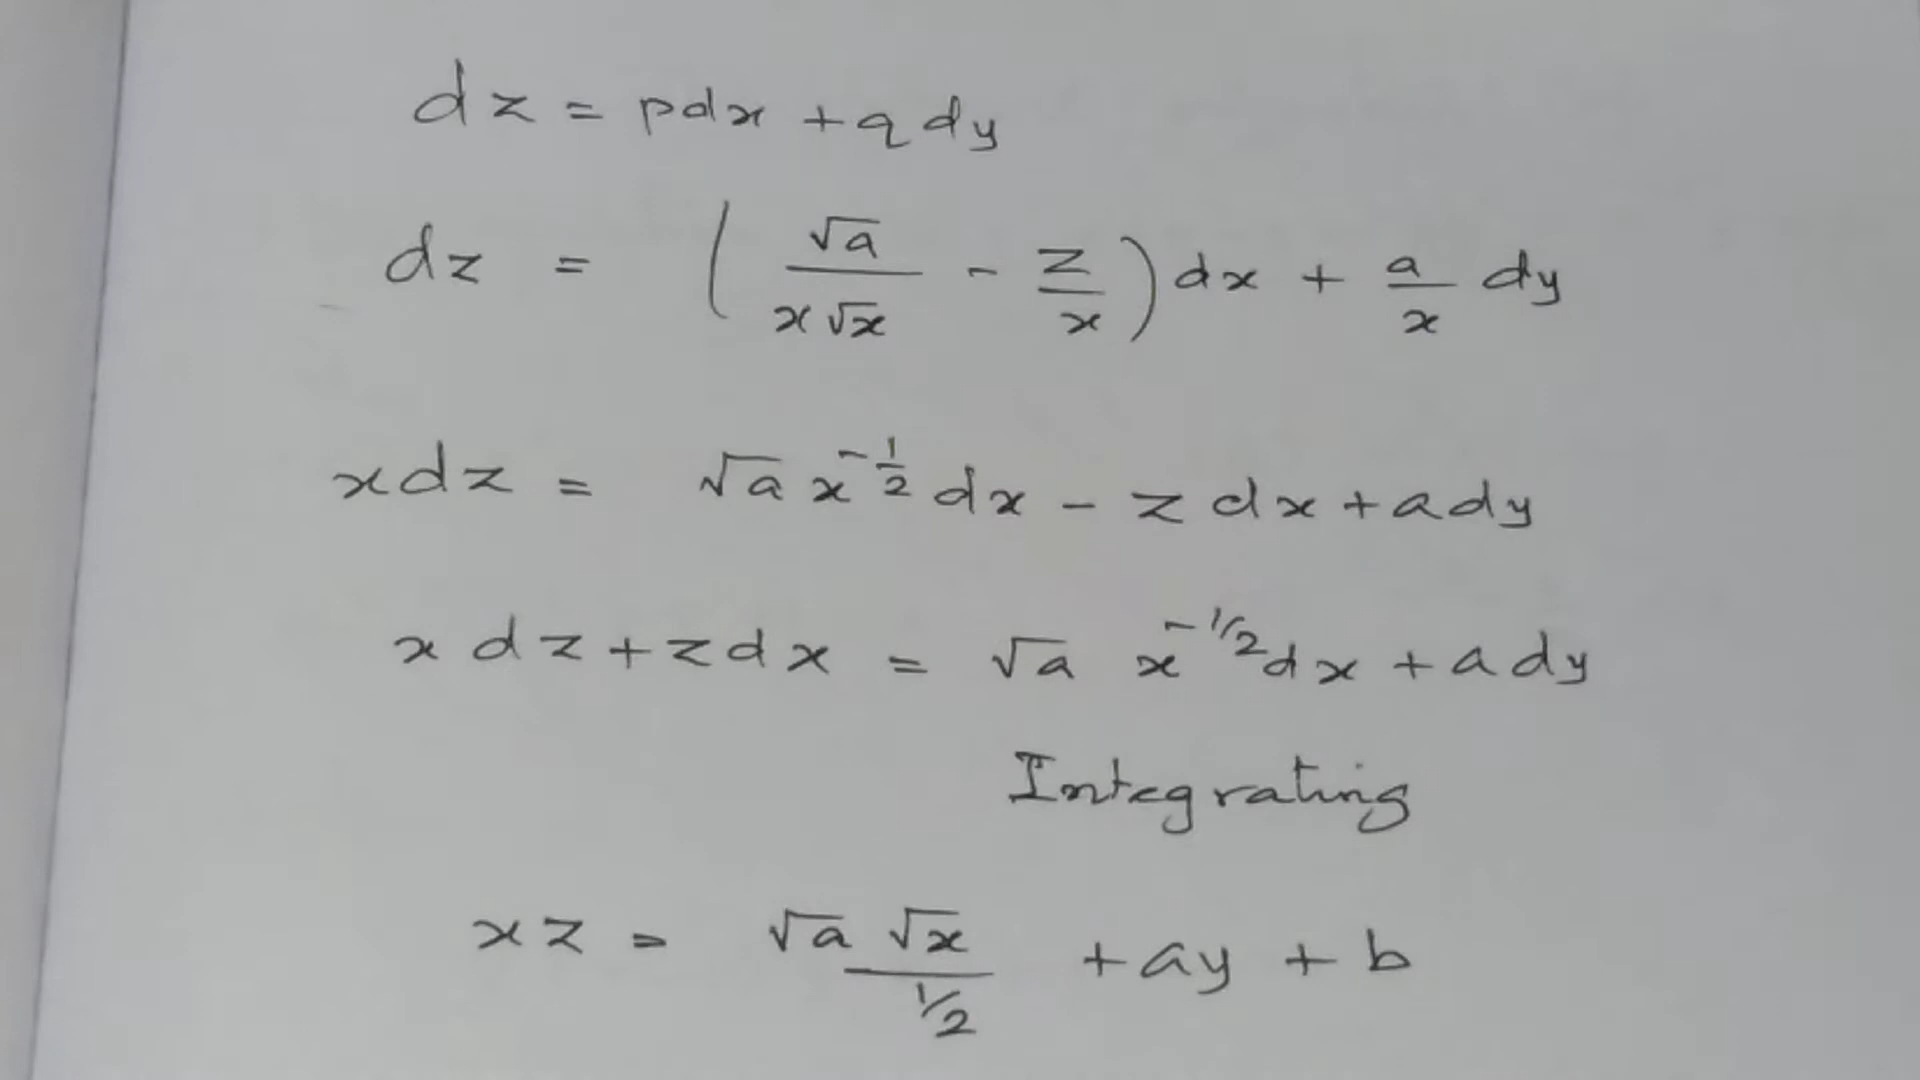 dz = pdx + q dy
dz = ( √a / x√x - z/x ) dx + a/x dy
xdz = √a x^{-1/2} dx - z dx + a dy
x dz + z dx = √a x^{-1/2} dx + a dy
Integrating
xz = √a √x / 1/2 + ay + b